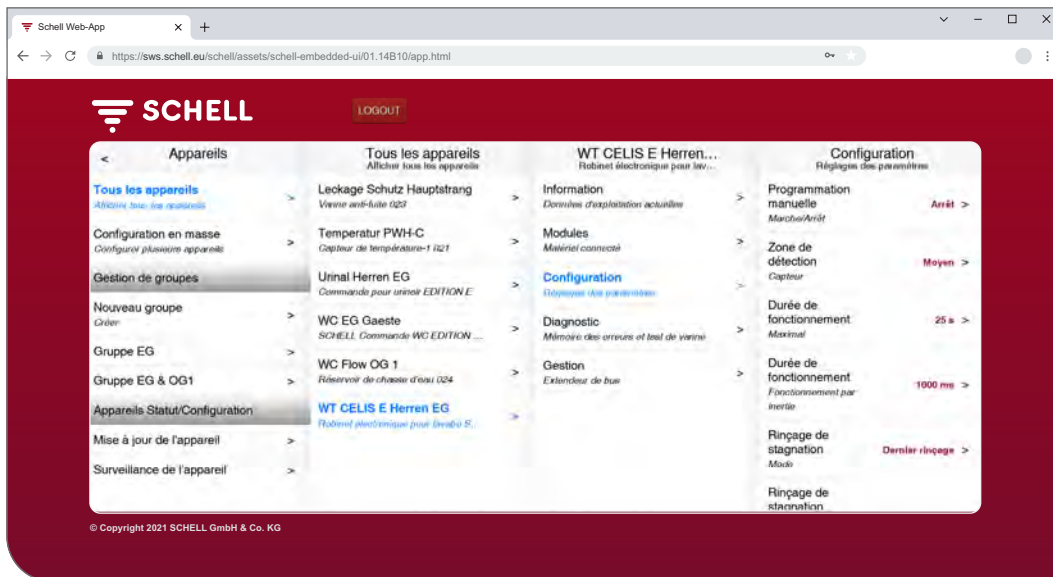 Schell Web-App
https://sws.schell.eu/schell/assets/schell-embedded-ui/01.14B10/app.html
SCHELL
LOGOUT
< Appareils
Tous les appareils >
Afficher tous les appareils
Configuration en masse >
Configurer plusieurs appareils
Gestion de groupes
Nouveau groupe >
Créer
Gruppe EG >
Gruppe EG & OG1 >
Appareils Statut/Configuration
Mise à jour de l'appareil >
Surveillance de l'appareil >
Tous les appareils
Afficher tous les appareils
Leckage Schutz Hauptstrang >
Vanne anti-fuite 023
Temperatur PWH-C >
Capteur de température-1 021
Urinal Herren EG >
Commande pour urinoir EDITION E
WC EG Gaeste >
SCHELL Commande WC EDITION ...
WC Flow OG 1 >
Réservoir de chasse d'eau 024
WT CELIS E Herren EG >
Robinet électronique pour lavabo S...
WT CELIS E Herren...
Robinet électronique pour lav...
Information >
Données d'exploitation actuelles
Modules >
Matériel connecté
Configuration >
Réglages des paramètres
Diagnostic >
Mémoire des erreurs et test de vanne
Gestion >
Extendeur de bus
Configuration
Réglages des paramètres
Programmation
manuelle Arrêt >
Marche/Arrêt
Zone de
détection Moyen >
Capteur
Durée de
fonctionnement 25 s >
Maximal
Durée de
fonctionnement 1000 ms >
Fonctionnement par
inertie
Rinçage de
stagnation Dernier rinçage >
Mode
Rinçage de
stagnation
© Copyright 2021 SCHELL GmbH & Co. KG